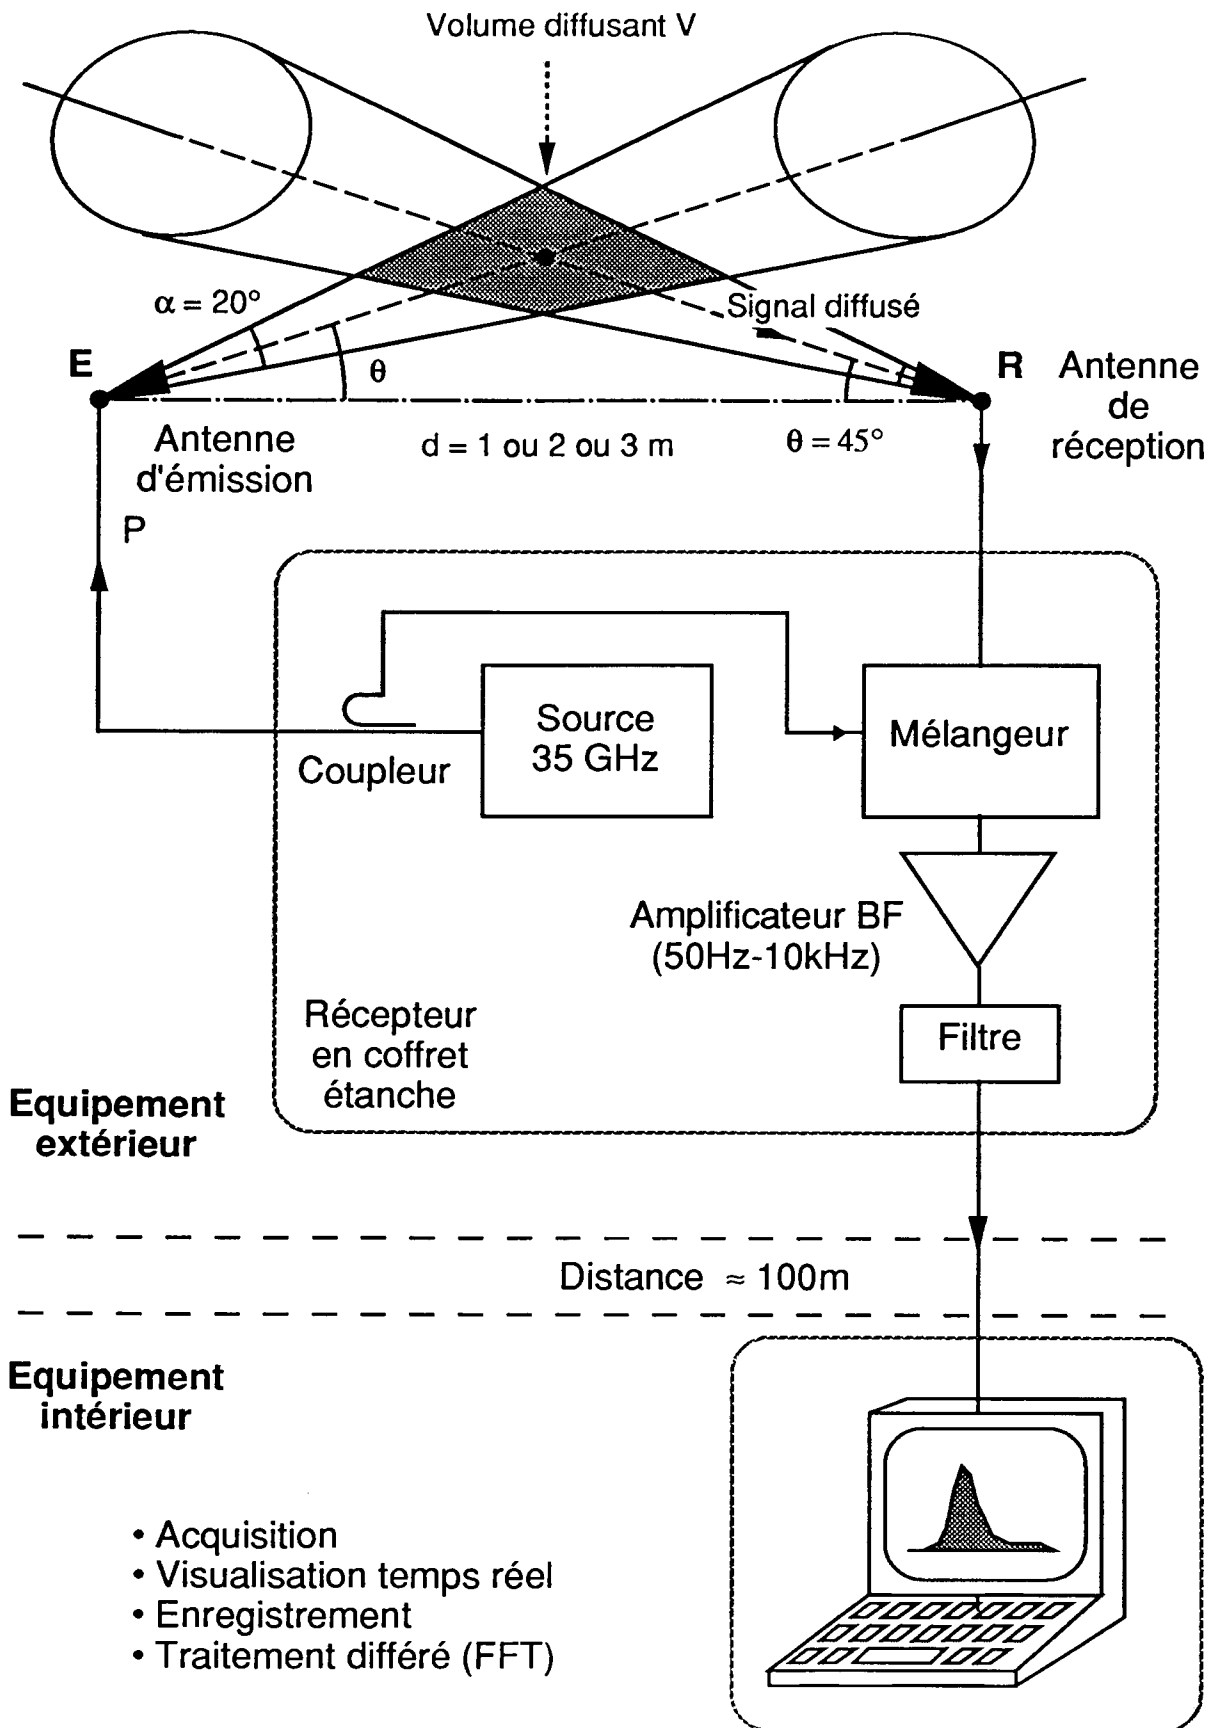 Volume diffusant V
α = 20°
Signal diffusé
E
θ
R
Antenne
de
réception
Antenne
d'émission
d = 1 ou 2 ou 3 m
θ = 45°
P
Source
35 GHz
Mélangeur
Coupleur
Amplificateur BF
(50Hz-10kHz)
Récepteur
en coffret
étanche
Filtre
Equipement
extérieur
Distance ≈ 100m
Equipement
intérieur
• Acquisition
• Visualisation temps réel
• Enregistrement
• Traitement différé (FFT)